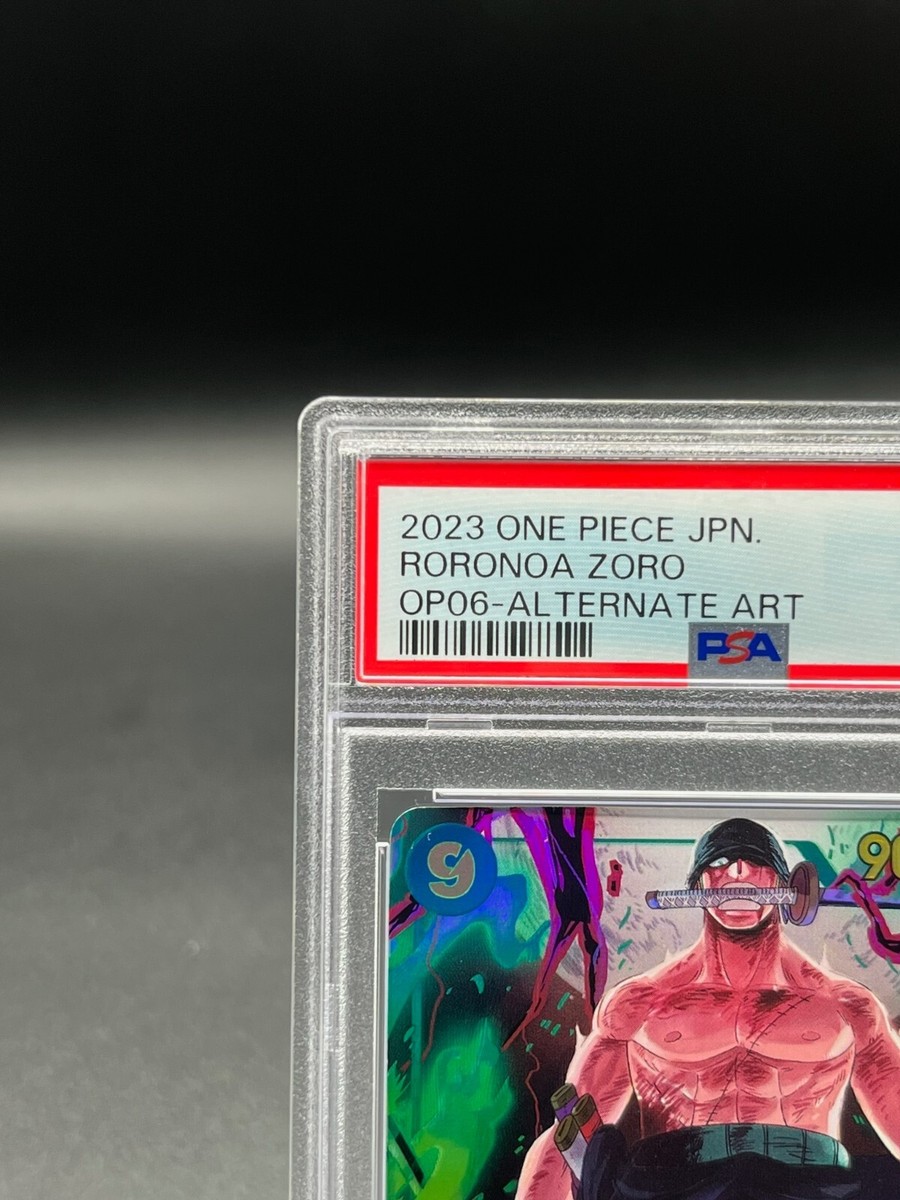 2023 ONE PIECE JPN.
RORONOA ZORO
OP06-ALTERNATE ART
PSA
9